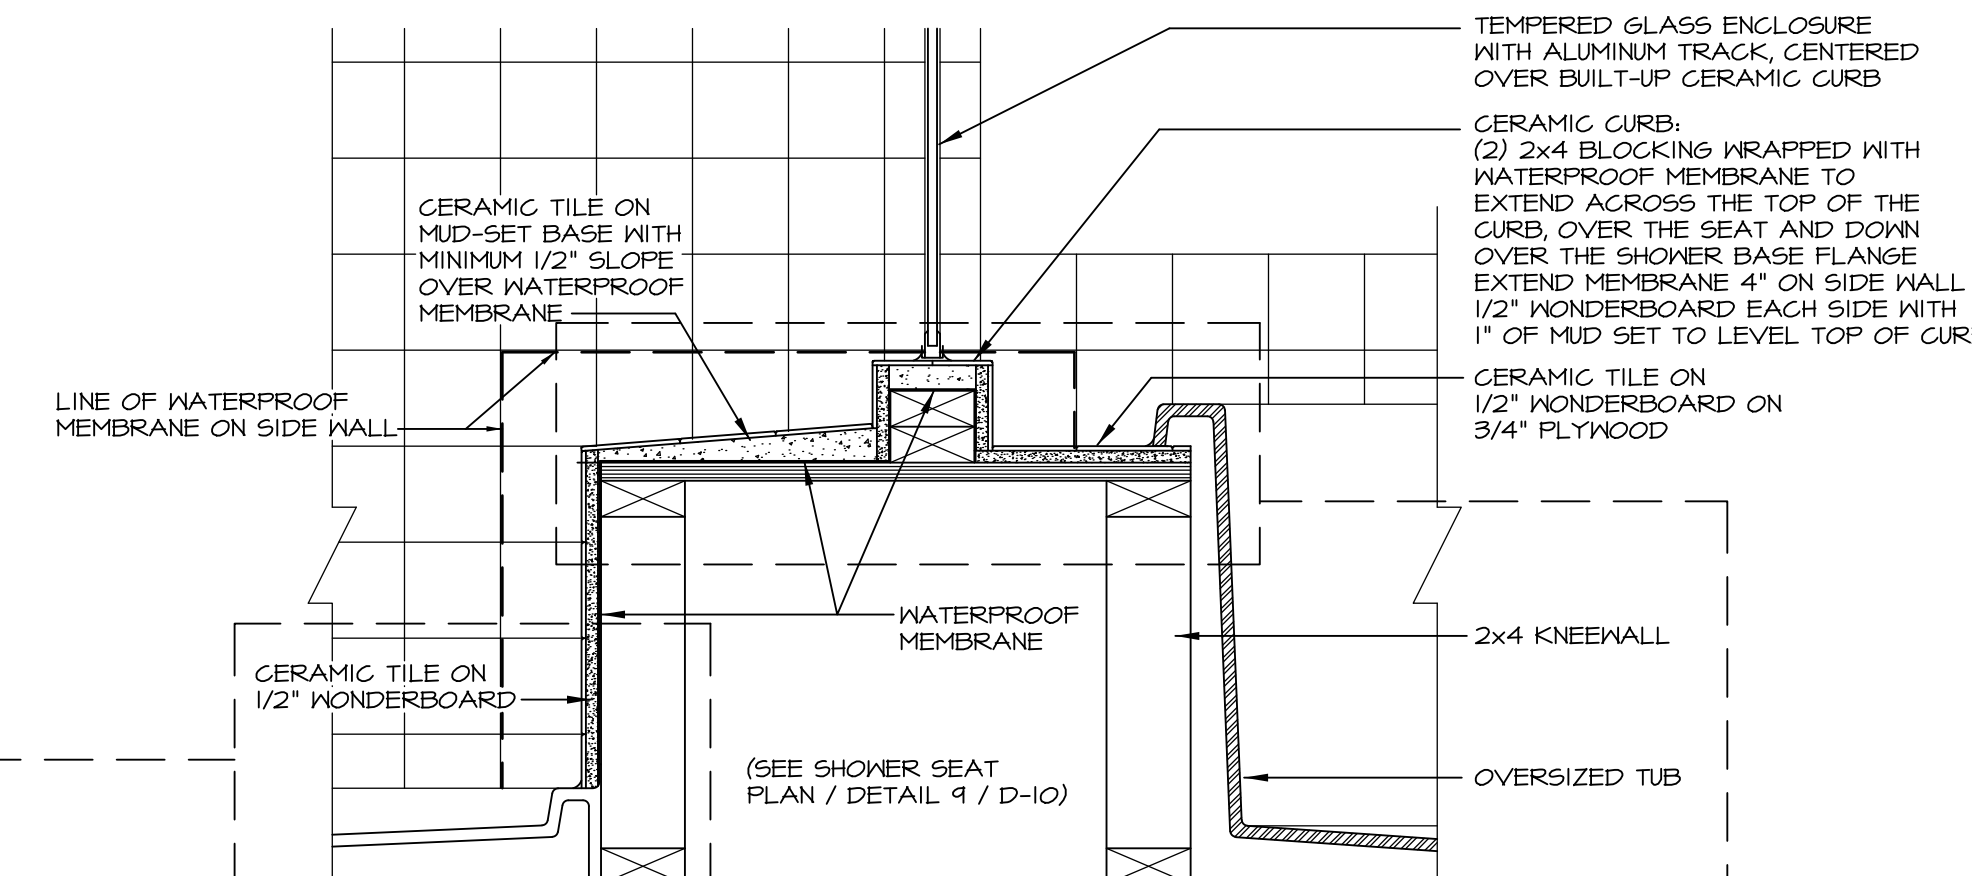 TEMPERED GLASS ENCLOSURE
WITH ALUMINUM TRACK, CENTERED
OVER BUILT-UP CERAMIC CURB
CERAMIC CURB:
(2) 2x4 BLOCKING WRAPPED WITH
WATERPROOF MEMBRANE TO
EXTEND ACROSS THE TOP OF THE
CURB, OVER THE SEAT AND DOWN
OVER THE SHOWER BASE FLANGE
EXTEND MEMBRANE 4" ON SIDE WALL
1/2" WONDERBOARD EACH SIDE WITH
1" OF MUD SET TO LEVEL TOP OF CUR
CERAMIC TILE ON
MUD-SET BASE WITH
MINIMUM 1/2" SLOPE
OVER WATERPROOF
MEMBRANE
LINE OF WATERPROOF
MEMBRANE ON SIDE WALL
CERAMIC TILE ON
1/2" WONDERBOARD ON
3/4" PLYWOOD
WATERPROOF
MEMBRANE
2x4 KNEEWALL
CERAMIC TILE ON
1/2" WONDERBOARD
(SEE SHOWER SEAT
PLAN / DETAIL 9 / D-10)
OVERSIZED TUB